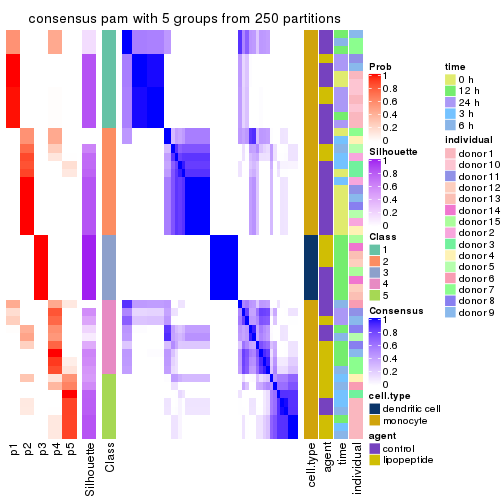 consensus pam with 5 groups from 250 partitions
p1
p2
p3
p4
p5
Silhouette
Class
cell.type
agent
time
individual
Prob
1
0.8
0.6
0.4
0.2
0
Silhouette
1
0.8
0.6
0.4
0.2
0
Class
1
2
3
4
5
Consensus
1
0.8
0.6
0.4
0.2
0
cell.type
dendritic cell
monocyte
agent
control
lipopeptide
time
0 h
12 h
24 h
3 h
6 h
individual
donor 1
donor 10
donor 11
donor 12
donor 13
donor 14
donor 15
donor 2
donor 3
donor 4
donor 5
donor 6
donor 7
donor 8
donor 9